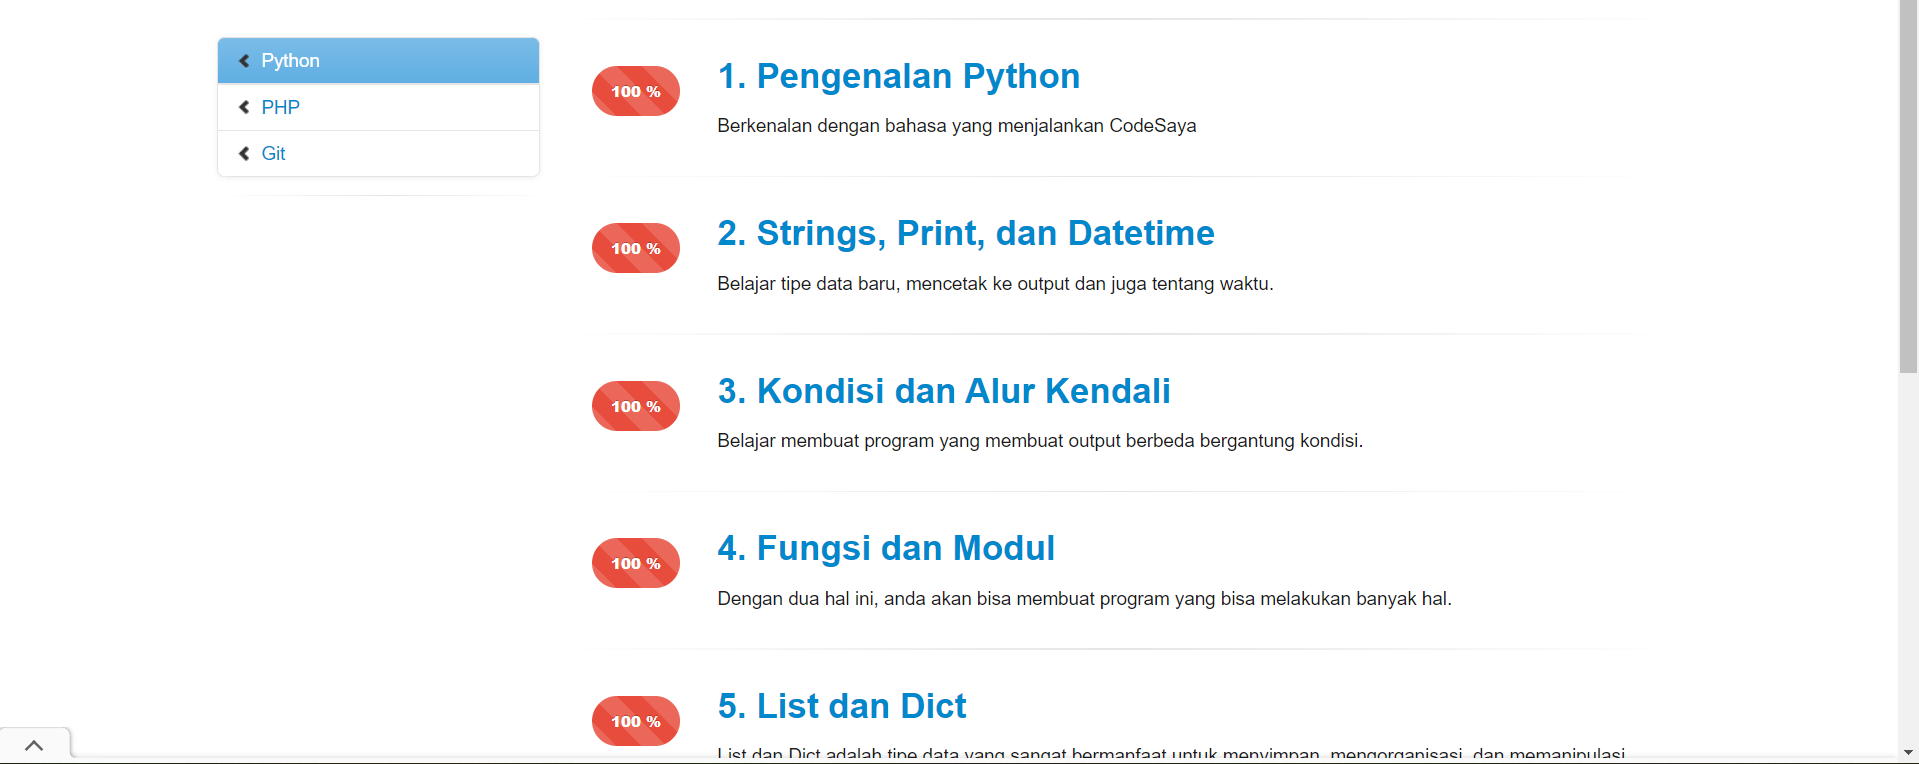 Python
PHP
Git
100 %
1. Pengenalan Python
Berkenalan dengan bahasa yang menjalankan CodeSaya
100 %
2. Strings, Print, dan Datetime
Belajar tipe data baru, mencetak ke output dan juga tentang waktu.
100 %
3. Kondisi dan Alur Kendali
Belajar membuat program yang membuat output berbeda bergantung kondisi.
100 %
4. Fungsi dan Modul
Dengan dua hal ini, anda akan bisa membuat program yang bisa melakukan banyak hal.
100 %
5. List dan Dict
List dan Dict adalah tipe data yang sangat bermanfaat untuk menyimpan, mengorganisasi, dan memanipulasi